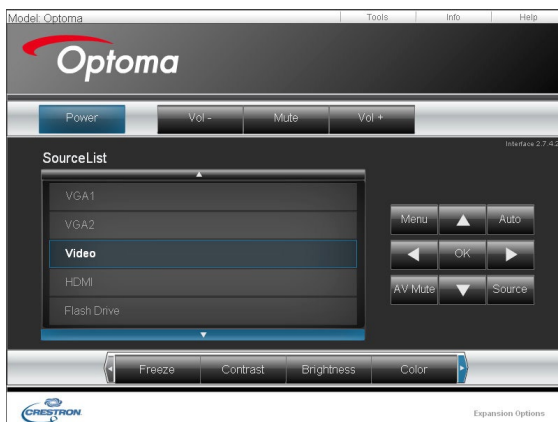 Model: Optoma Tools Info Help
Optoma
Power Vol - Mute Vol +
Interface 2.7.4.2
SourceList
VGA1
VGA2
Video
HDMI
Flash Drive
Menu Auto
OK
AV Mute Source
Freeze Contrast Brightness Color
CRESTRON
Expansion Options